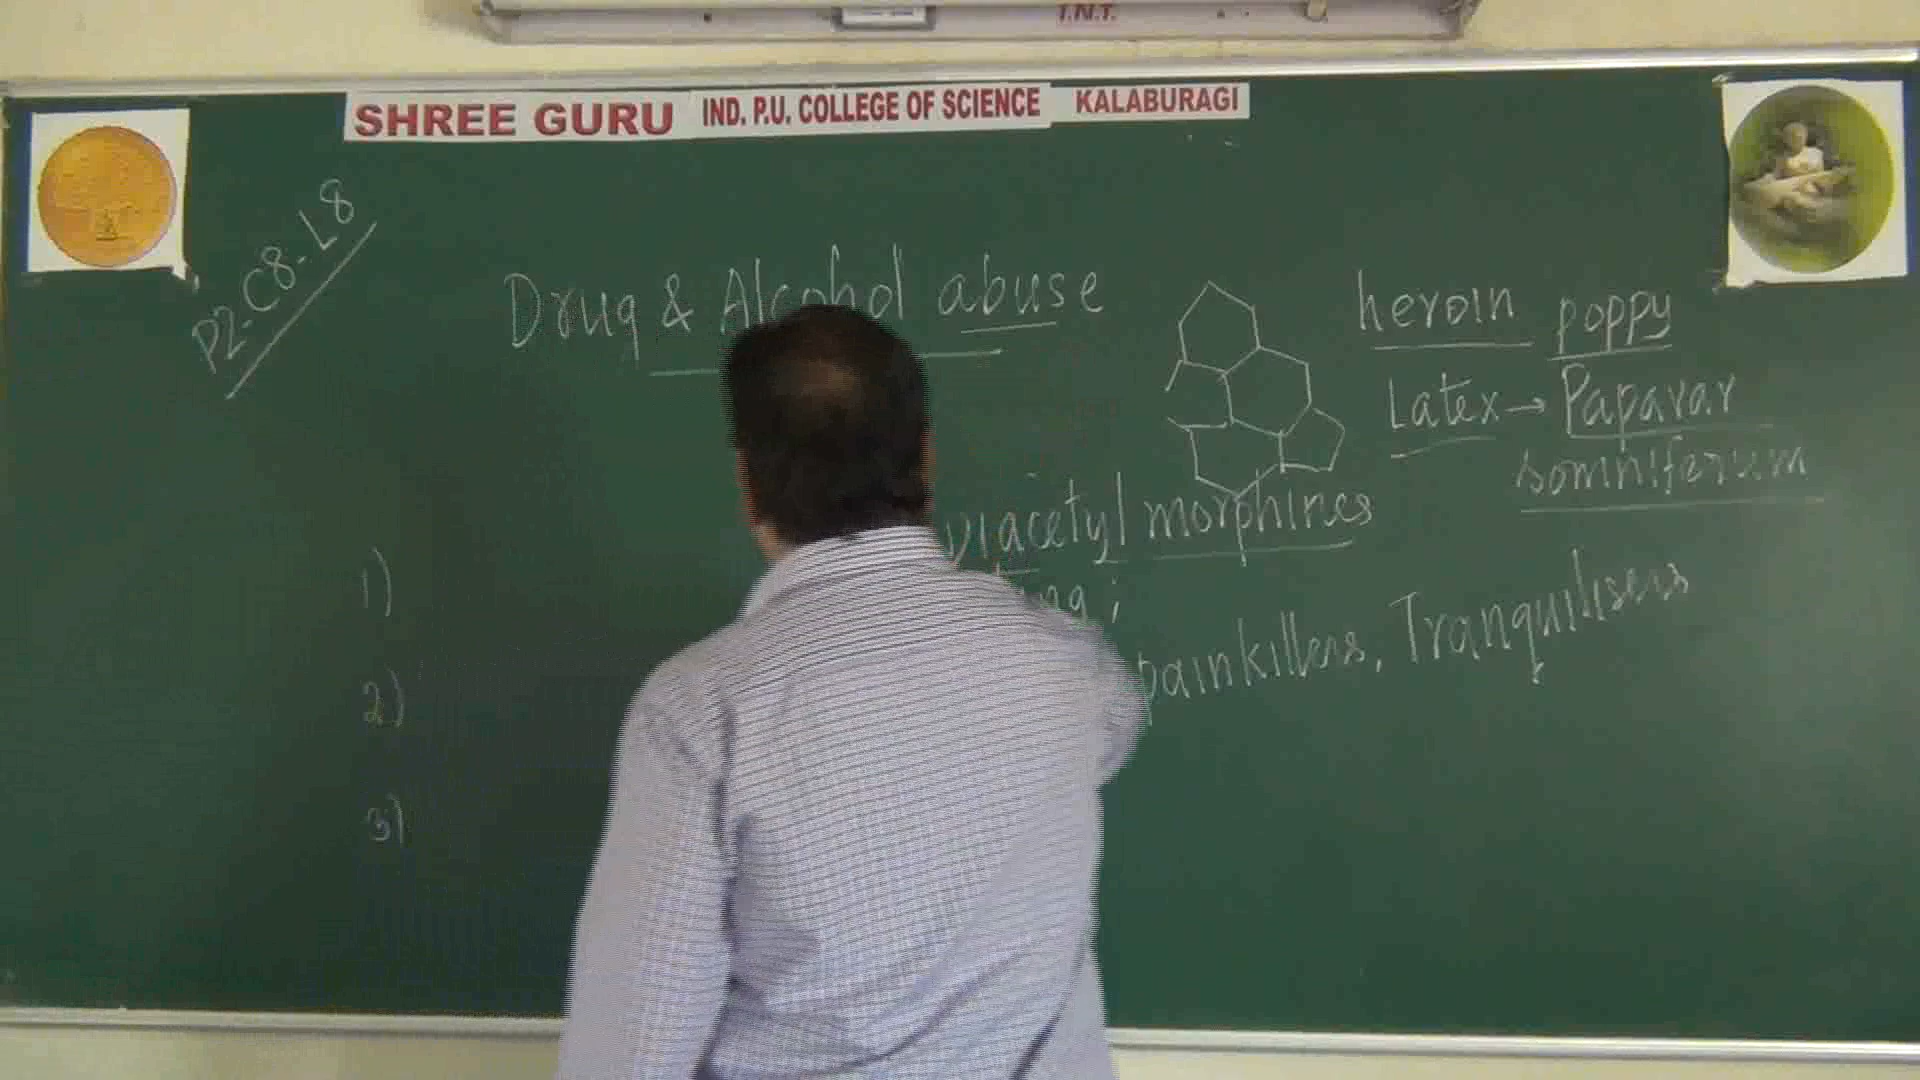 T.N.T.
SHREE GURU IND. P.U. COLLEGE OF SCIENCE KALABURAGI
P2-C8-L8
Drug & Alcohol abuse
heroin poppy
Latex → Papavar
somniferum
Diacetyl morphines
1)
painkillers, Tranquilisers
2)
3)